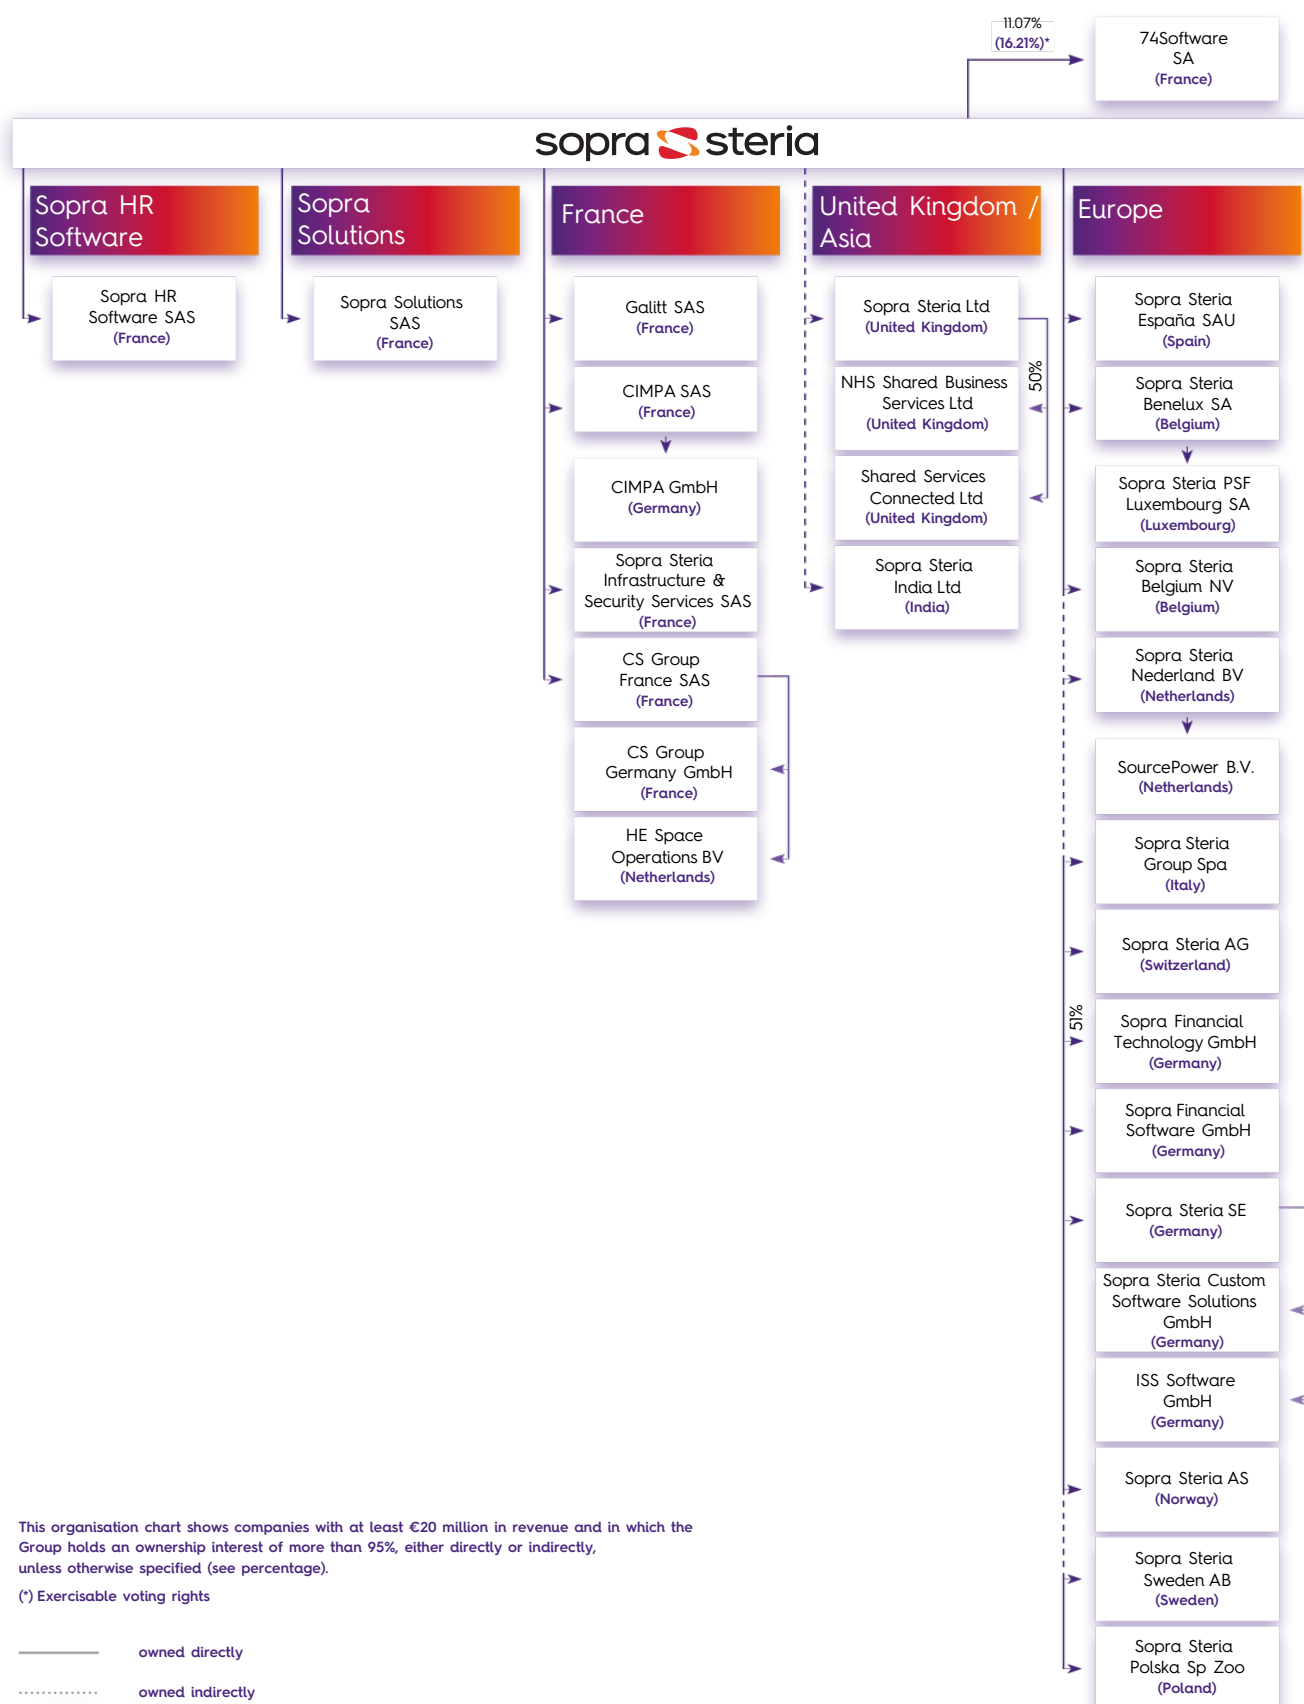 11.07%
(16.21%)*
74Software
SA
(France)
sopra steria
Sopra HR
Software
Sopra HR
Software SAS
(France)
Sopra
Solutions
Sopra Solutions
SAS
(France)
France
Galitt SAS
(France)
CIMPA SAS
(France)
CIMPA GmbH
(Germany)
Sopra Steria
Infrastructure &
Security Services SAS
(France)
CS Group
France SAS
(France)
CS Group
Germany GmbH
(France)
HE Space
Operations BV
(Netherlands)
United Kingdom /
Asia
Sopra Steria Ltd
(United Kingdom)
50%
NHS Shared Business
Services Ltd
(United Kingdom)
Shared Services
Connected Ltd
(United Kingdom)
Sopra Steria
India Ltd
(India)
Europe
Sopra Steria
España SAU
(Spain)
Sopra Steria
Benelux SA
(Belgium)
Sopra Steria PSF
Luxembourg SA
(Luxembourg)
Sopra Steria
Belgium NV
(Belgium)
Sopra Steria
Nederland BV
(Netherlands)
SourcePower B.V.
(Netherlands)
Sopra Steria
Group Spa
(Italy)
Sopra Steria AG
(Switzerland)
51%
Sopra Financial
Technology GmbH
(Germany)
Sopra Financial
Software GmbH
(Germany)
Sopra Steria SE
(Germany)
Sopra Steria Custom
Software Solutions
GmbH
(Germany)
ISS Software
GmbH
(Germany)
Sopra Steria AS
(Norway)
Sopra Steria
Sweden AB
(Sweden)
Sopra Steria
Polska Sp Zoo
(Poland)
This organisation chart shows companies with at least €20 million in revenue and in which the
Group holds an ownership interest of more than 95%, either directly or indirectly,
unless otherwise specified (see percentage).
(*) Exercisable voting rights
owned directly
owned indirectly